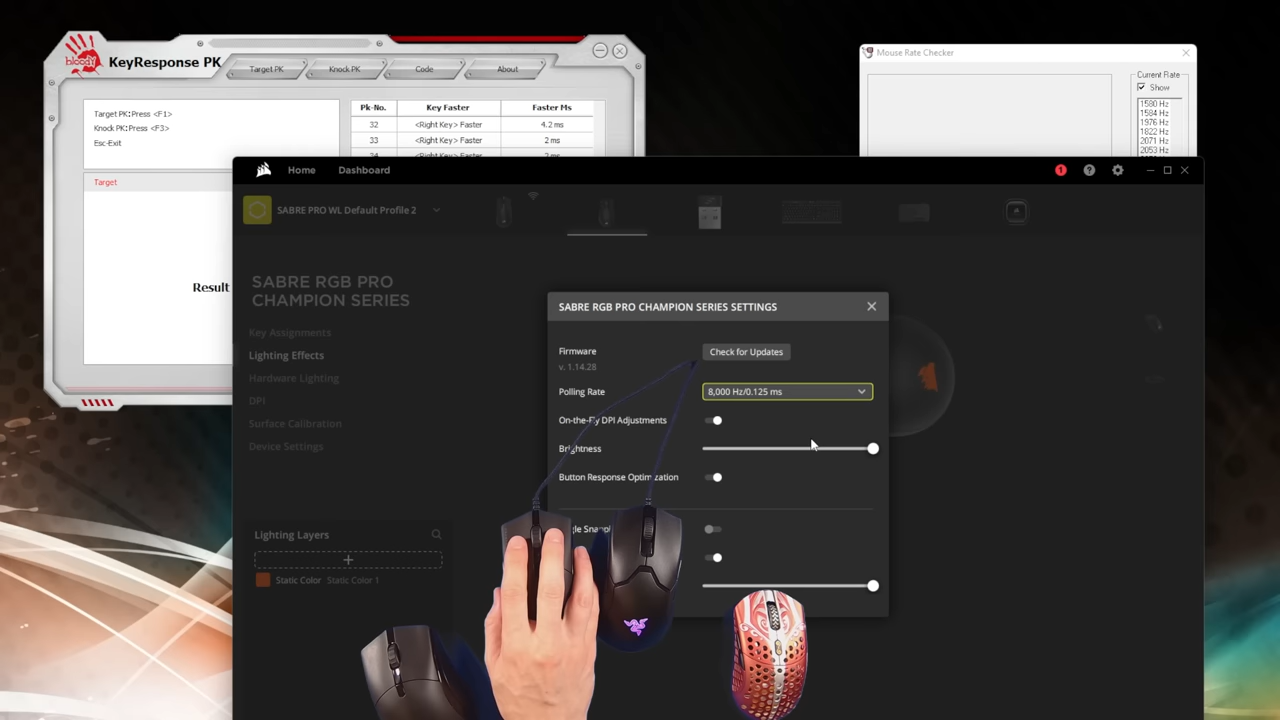 bloody
KeyResponse PK
Target PK
Knock PK
Code
About
Target PK:Press <F1>
Knock PK:Press <F3>
Esc-Exit
Pk-No. Key Faster Faster Ms
32 <Right Key> Faster 4.2 ms
33 <Right Key> Faster 2 ms
Target
Result
Mouse Rate Checker
Current Rate
Show
1580 Hz
1584 Hz
1976 Hz
1822 Hz
2071 Hz
2053 Hz
Home Dashboard
1
SABRE PRO WL Default Profile 2
SABRE RGB PRO
CHAMPION SERIES
Key Assignments
Lighting Effects
Hardware Lighting
DPI
Surface Calibration
Device Settings
Lighting Layers
Static Color Static Color 1
SABRE RGB PRO CHAMPION SERIES SETTINGS
Firmware Check for Updates
v. 1.14.28
Polling Rate 8,000 Hz/0.125 ms
On-the-Fly DPI Adjustments
Brightness
Button Response Optimization